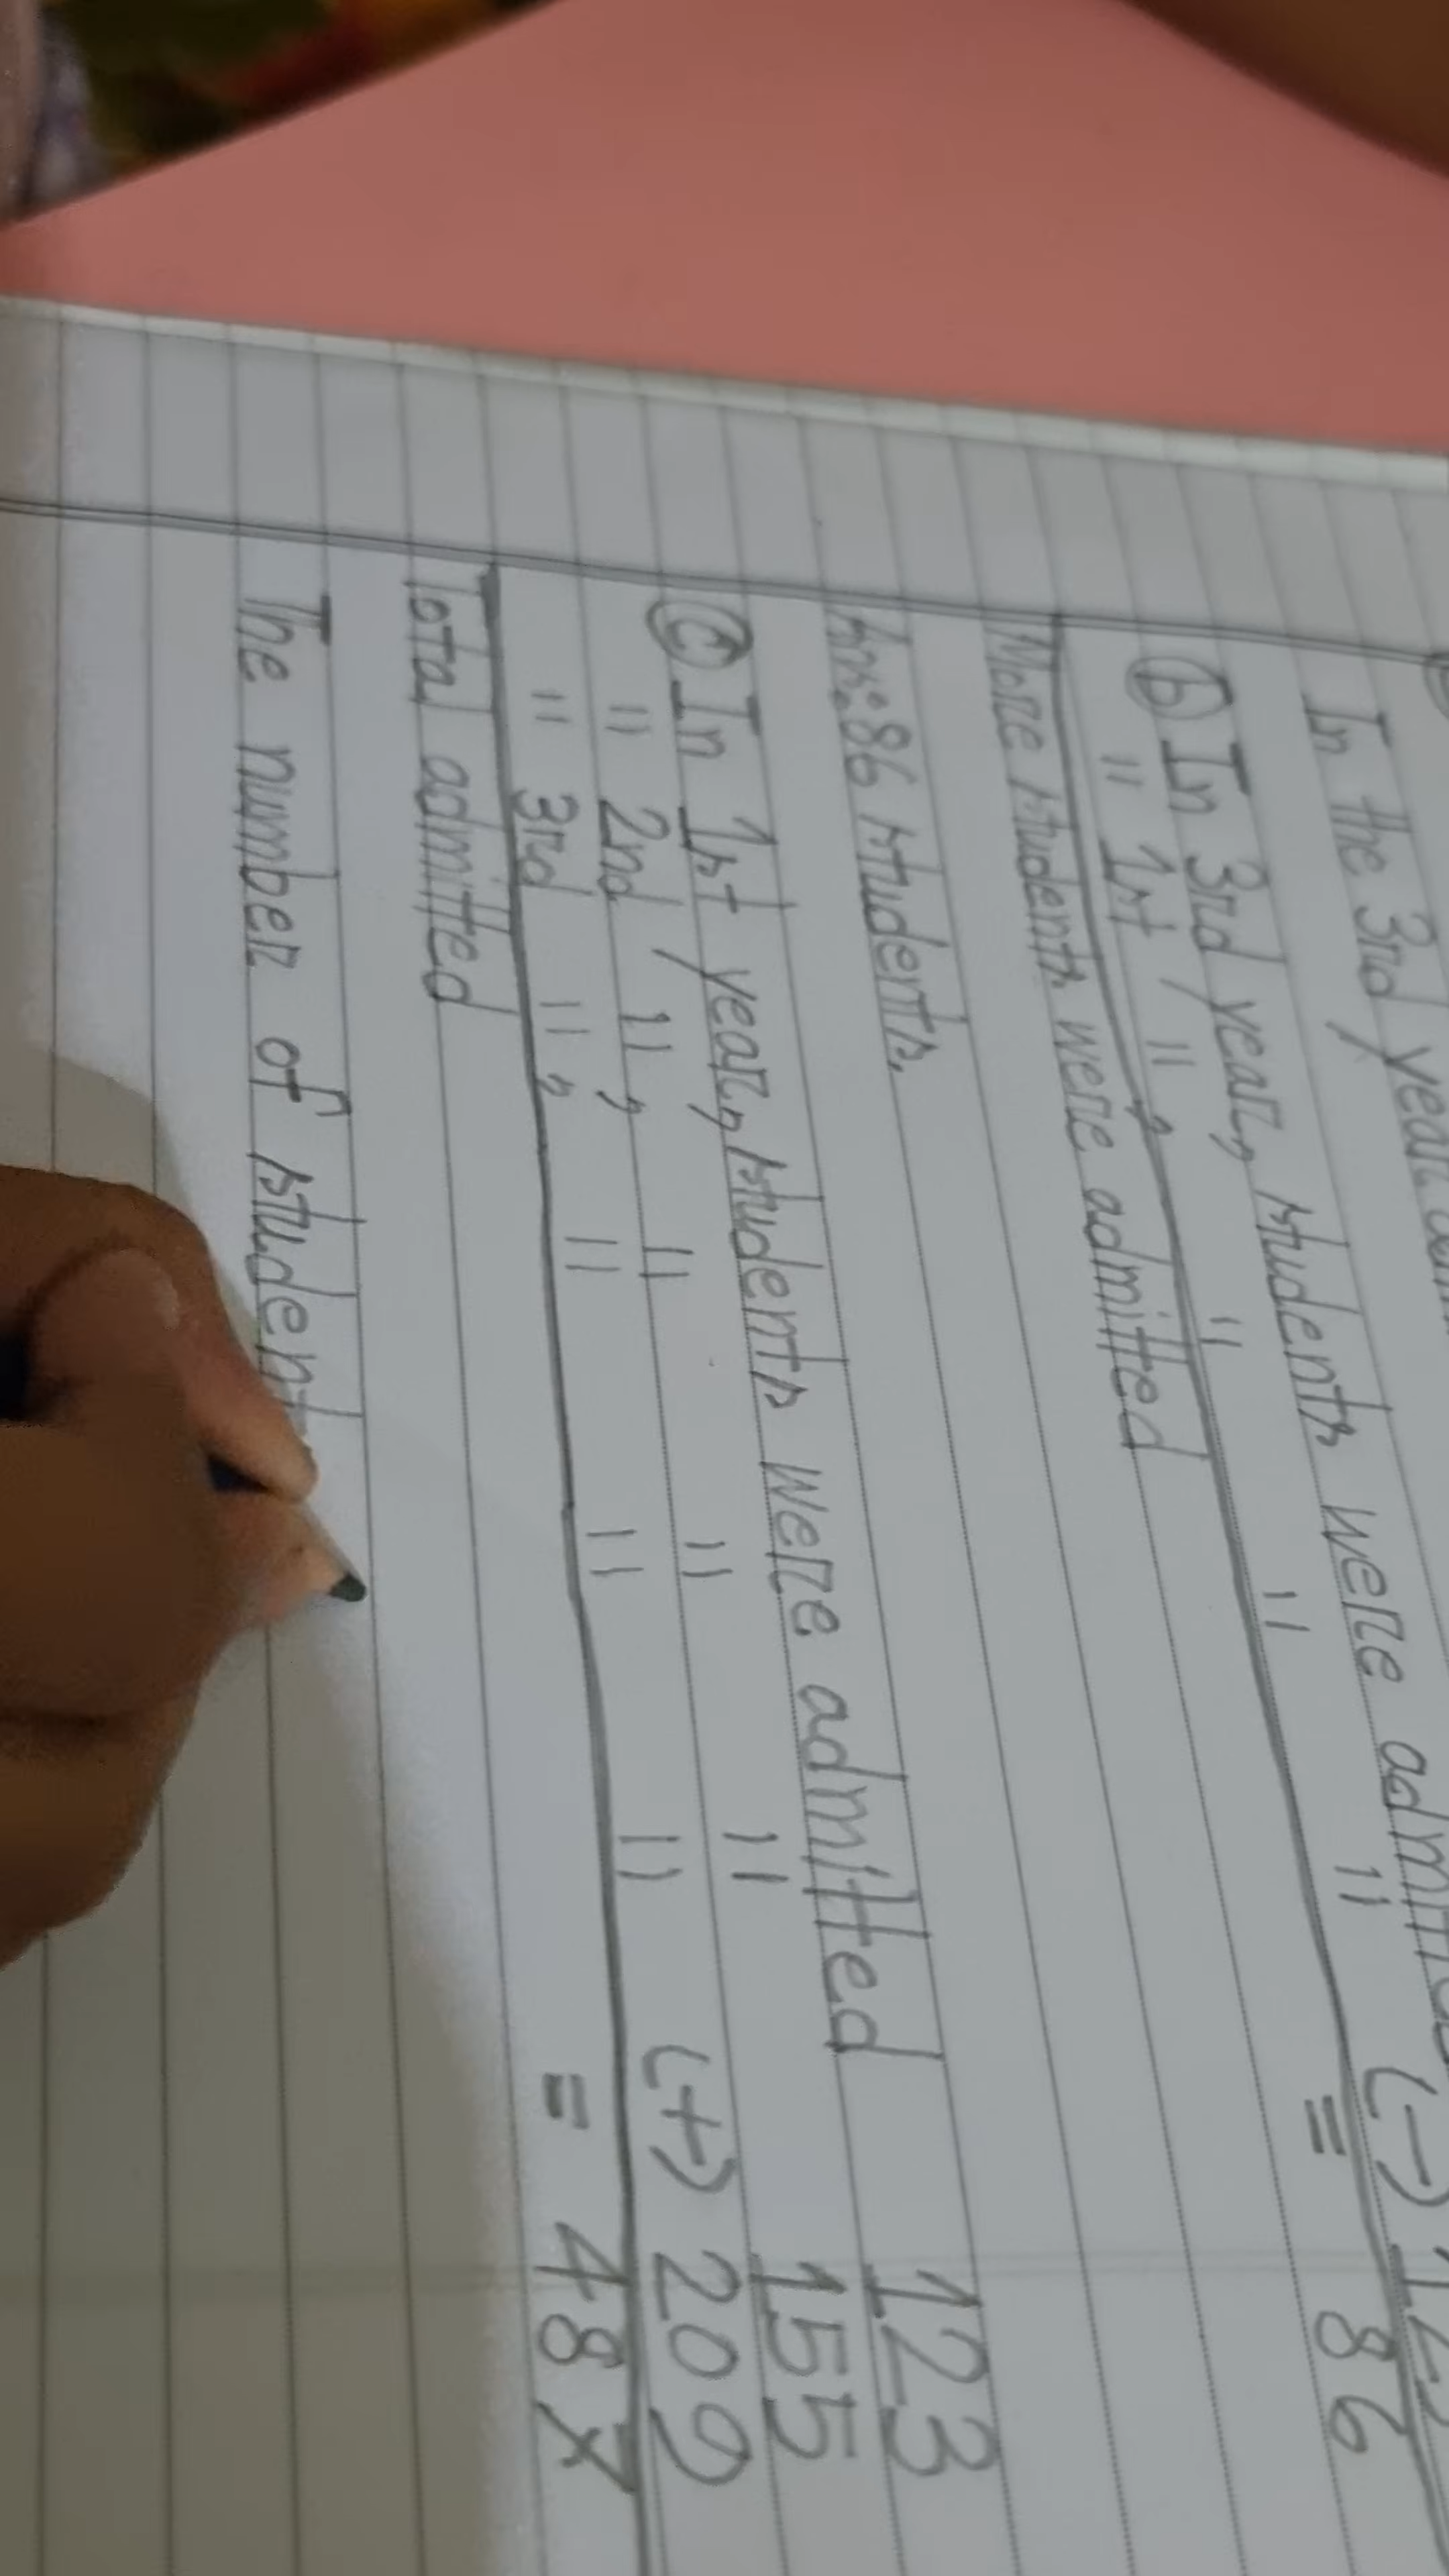 In the 3rd year
ⓑ In 3rd year, students were admitted
" 1st " , " " " (-) 123
More students were admitted = 86
Ans: 86 students.
ⓒ In 1st year, students were admitted 123
" 2nd " , " " " 155
" 3rd " , " " " (+) 209
Total admitted = 487
The number of student